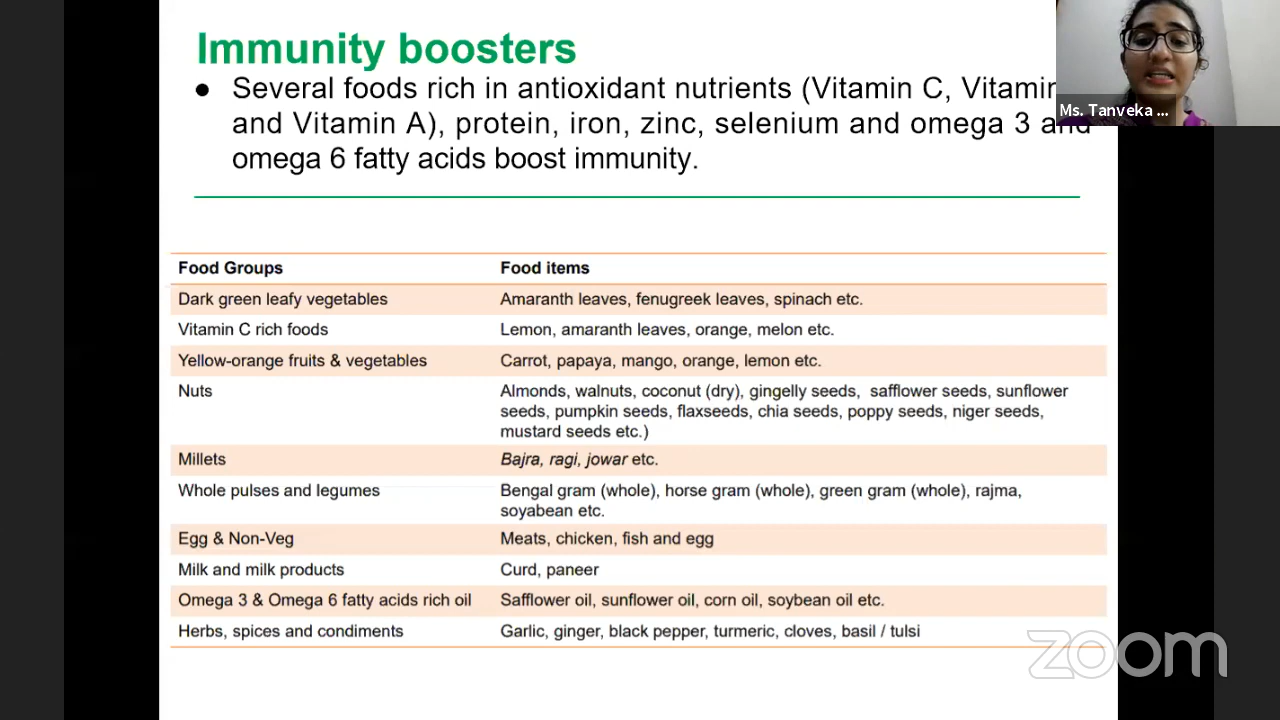 Immunity boosters
● Several foods rich in antioxidant nutrients (Vitamin C, Vitamin
and Vitamin A), protein, iron, zinc, selenium and omega 3 and
omega 6 fatty acids boost immunity.
Ms. Tanveka ...
Food Groups Food items
Dark green leafy vegetables Amaranth leaves, fenugreek leaves, spinach etc.
Vitamin C rich foods Lemon, amaranth leaves, orange, melon etc.
Yellow-orange fruits & vegetables Carrot, papaya, mango, orange, lemon etc.
Nuts Almonds, walnuts, coconut (dry), gingelly seeds, safflower seeds, sunflower
seeds, pumpkin seeds, flaxseeds, chia seeds, poppy seeds, niger seeds,
mustard seeds etc.)
Millets Bajra, ragi, jowar etc.
Whole pulses and legumes Bengal gram (whole), horse gram (whole), green gram (whole), rajma,
soyabean etc.
Egg & Non-Veg Meats, chicken, fish and egg
Milk and milk products Curd, paneer
Omega 3 & Omega 6 fatty acids rich oil Safflower oil, sunflower oil, corn oil, soybean oil etc.
Herbs, spices and condiments Garlic, ginger, black pepper, turmeric, cloves, basil / tulsi
zoom